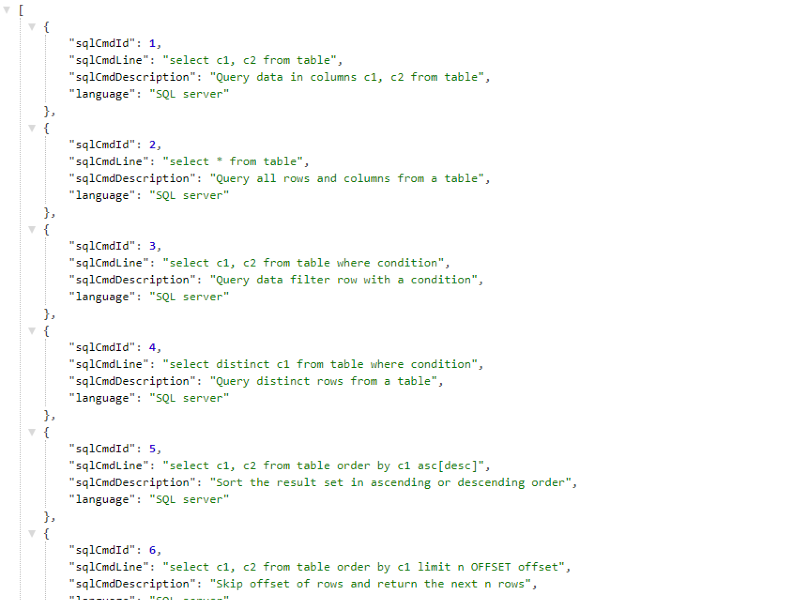 [
{
"sqlCmdId": 1,
"sqlCmdLine": "select c1, c2 from table",
"sqlCmdDescription": "Query data in columns c1, c2 from table",
"language": "SQL server"
},
{
"sqlCmdId": 2,
"sqlCmdLine": "select * from table",
"sqlCmdDescription": "Query all rows and columns from a table",
"language": "SQL server"
},
{
"sqlCmdId": 3,
"sqlCmdLine": "select c1, c2 from table where condition",
"sqlCmdDescription": "Query data filter row with a condition",
"language": "SQL server"
},
{
"sqlCmdId": 4,
"sqlCmdLine": "select distinct c1 from table where condition",
"sqlCmdDescription": "Query distinct rows from a table",
"language": "SQL server"
},
{
"sqlCmdId": 5,
"sqlCmdLine": "select c1, c2 from table order by c1 asc[desc]",
"sqlCmdDescription": "Sort the result set in ascending or descending order",
"language": "SQL server"
},
{
"sqlCmdId": 6,
"sqlCmdLine": "select c1, c2 from table order by c1 limit n OFFSET offset",
"sqlCmdDescription": "Skip offset of rows and return the next n rows",
"language": "SQL server"